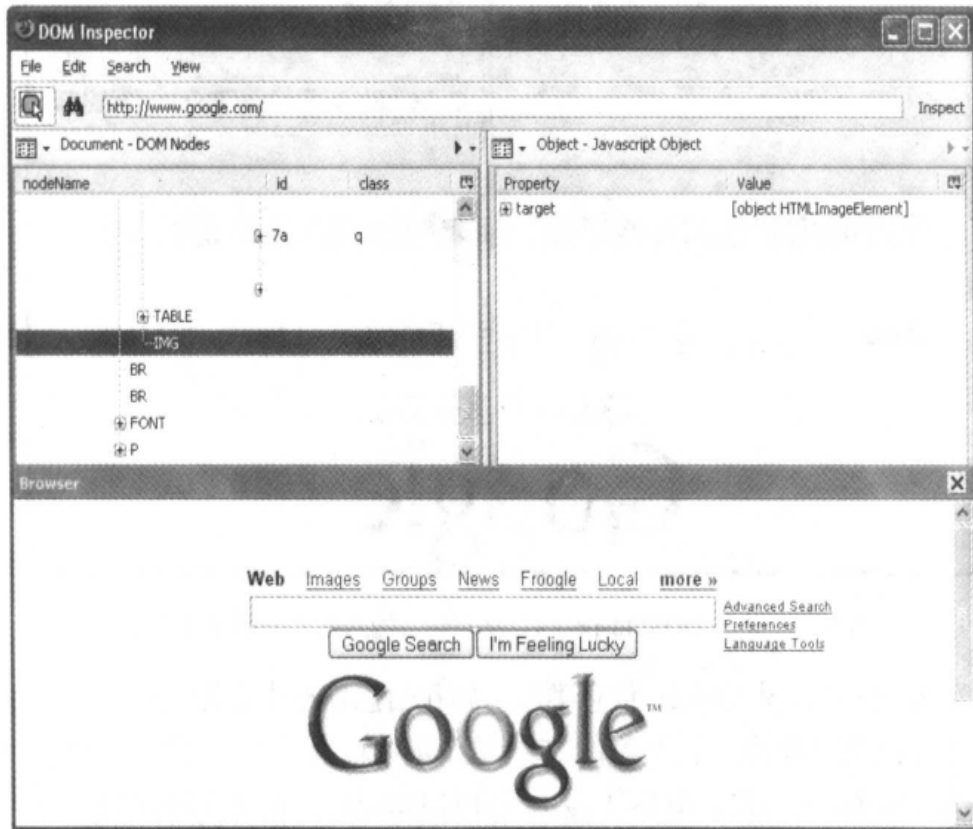 DOM Inspector
File Edit Search View
http://www.google.com/ Inspect
Document - DOM Nodes
Object - Javascript Object
nodeName id class
Property Value
target [object HTMLImageElement]
7a q
TABLE
IMG
BR
BR
FONT
P
Browser
Web Images Groups News Froogle Local more »
Advanced Search
Preferences
Language Tools
Google Search I'm Feeling Lucky
Google™